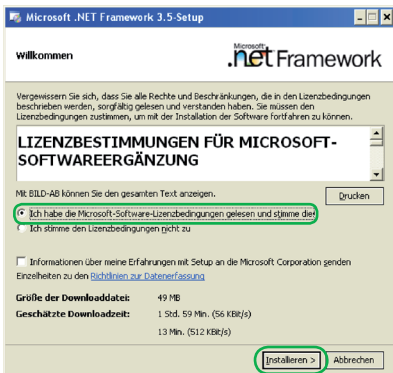 Microsoft .NET Framework 3.5-Setup
Willkommen
Microsoft
.net Framework
Vergewissern Sie sich, dass Sie alle Rechte und Beschränkungen, die in den Lizenzbedingungen
beschrieben werden, sorgfältig gelesen und verstanden haben. Sie müssen den
Lizenzbedingungen zustimmen, um mit der Installation der Software fortfahren zu können.
LIZENZBESTIMMUNGEN FÜR MICROSOFT-
SOFTWAREERGÄNZUNG
Mit BILD-AB können Sie den gesamten Text anzeigen.
Drucken
Ich habe die Microsoft-Software-Lizenzbedingungen gelesen und stimme die
Ich stimme den Lizenzbedingungen nicht zu
Informationen über meine Erfahrungen mit Setup an die Microsoft Corporation senden
Einzelheiten zu den Richtlinien zur Datenerfassung
Größe der Downloaddatei: 49 MB
Geschätzte Downloadzeit: 1 Std. 59 Min. (56 KBit/s)
13 Min. (512 KBit/s)
Installieren >
Abbrechen